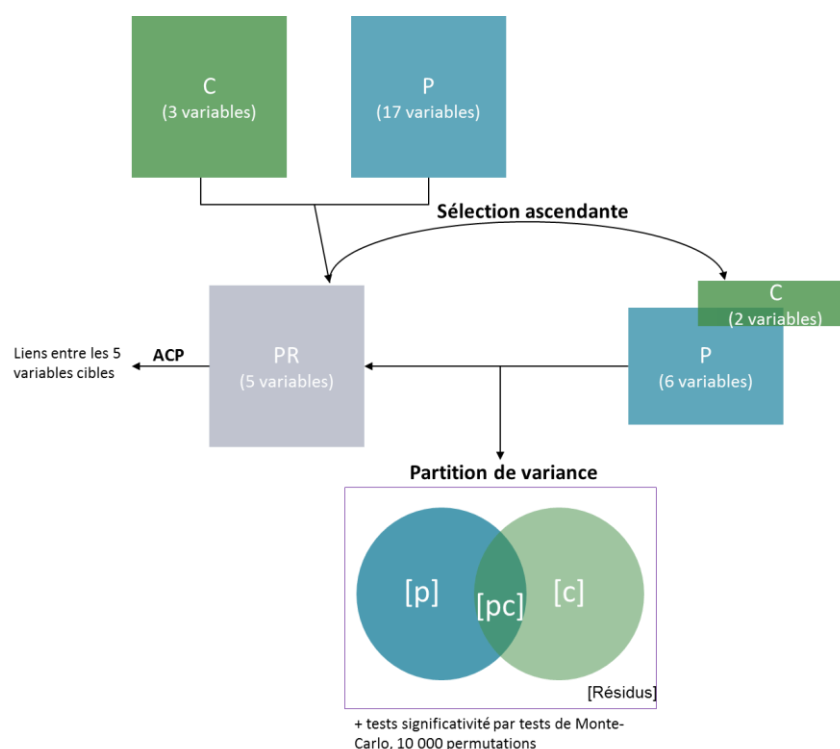 C
(3 variables)
P
(17 variables)
Sélection ascendante
C
(2 variables)
P
(6 variables)
PR
(5 variables)
ACP
Liens entre les 5
variables cibles
Partition de variance
[p]
[pc]
[c]
[Résidus]
+ tests significativité par tests de Monte-
Carlo, 10 000 permutations